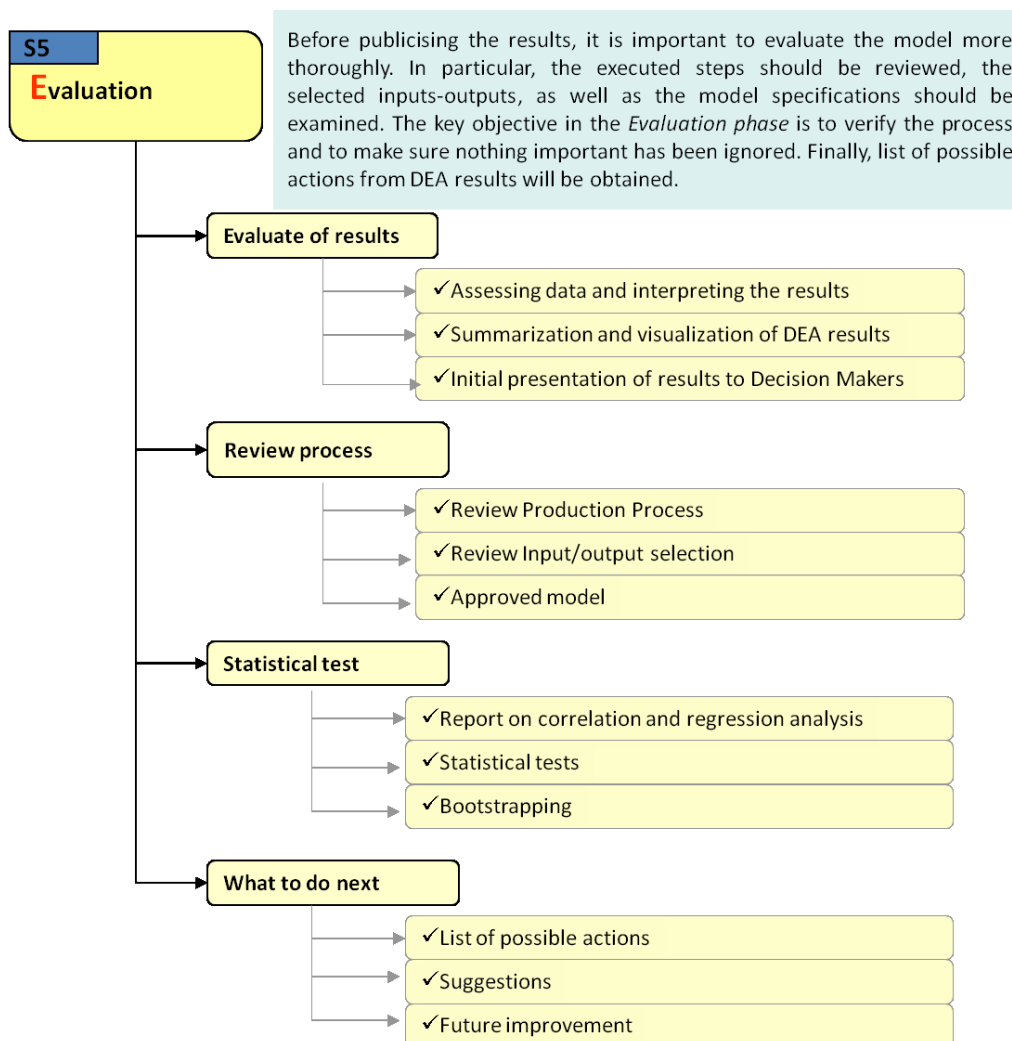 S5
Evaluation
Before publicising the results, it is important to evaluate the model more
thoroughly. In particular, the executed steps should be reviewed, the
selected inputs-outputs, as well as the model specifications should be
examined. The key objective in the Evaluation phase is to verify the process
and to make sure nothing important has been ignored. Finally, list of possible
actions from DEA results will be obtained.
Evaluate of results
✓Assessing data and interpreting the results
✓Summarization and visualization of DEA results
✓Initial presentation of results to Decision Makers
Review process
✓Review Production Process
✓Review Input/output selection
✓Approved model
Statistical test
✓Report on correlation and regression analysis
✓Statistical tests
✓Bootstrapping
What to do next
✓List of possible actions
✓Suggestions
✓Future improvement